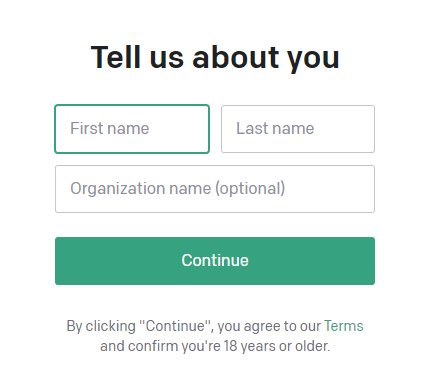 Tell us about you
First name
Last name
Organization name (optional)
Continue
By clicking "Continue", you agree to our Terms
and confirm you're 18 years or older.